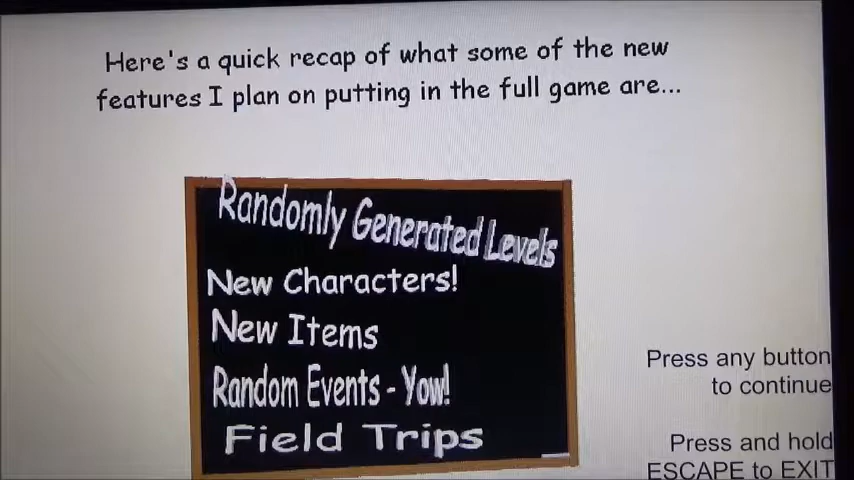 Here's a quick recap of what some of the new
features I plan on putting in the full game are...
Randomly Generated Levels
New Characters!
New Items
Random Events - Yow!
Field Trips
Press any button
to continue
Press and hold
ESCAPE to EXIT